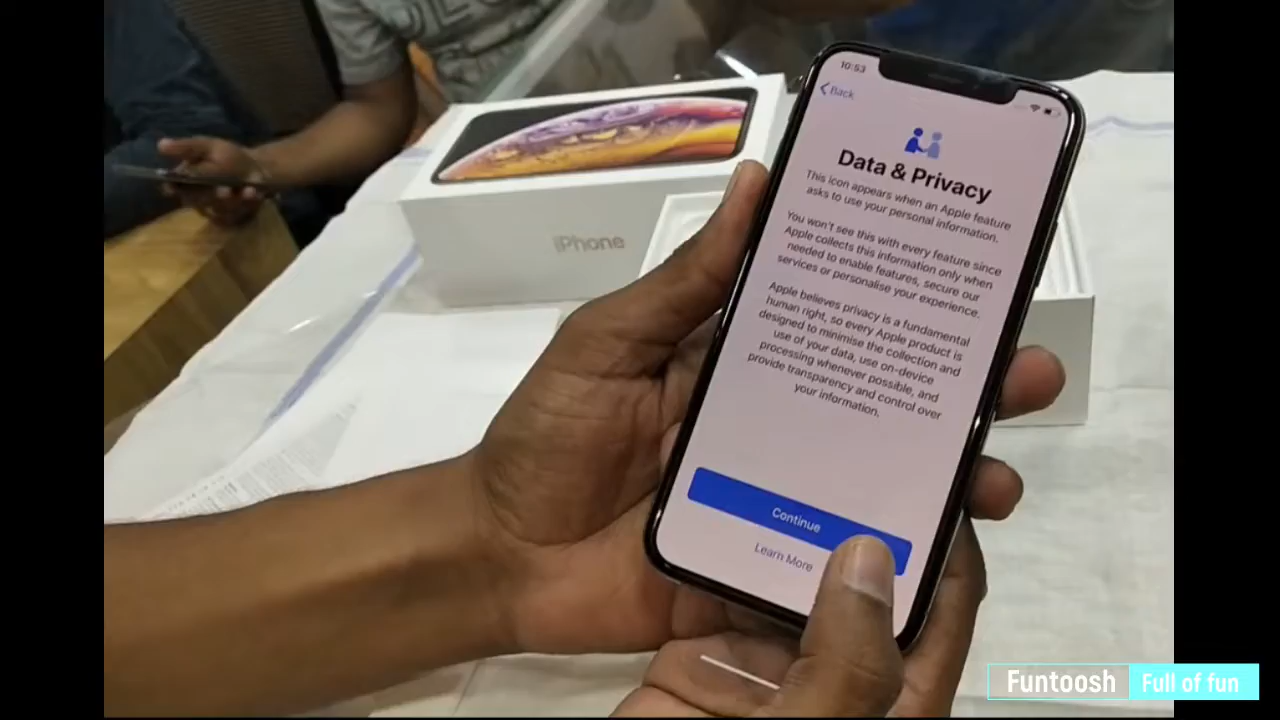 10:53
Back
Data & Privacy
This icon appears when an Apple feature
asks to use your personal information.
You won't see this with every feature since
Apple collects this information only when
needed to enable features, secure our
services or personalise your experience.
Apple believes privacy is a fundamental
human right, so every Apple product is
designed to minimise the collection and
use of your data, use on-device
processing whenever possible, and
provide transparency and control over
your information.
Continue
Learn More
iPhone
Funtoosh Full of fun